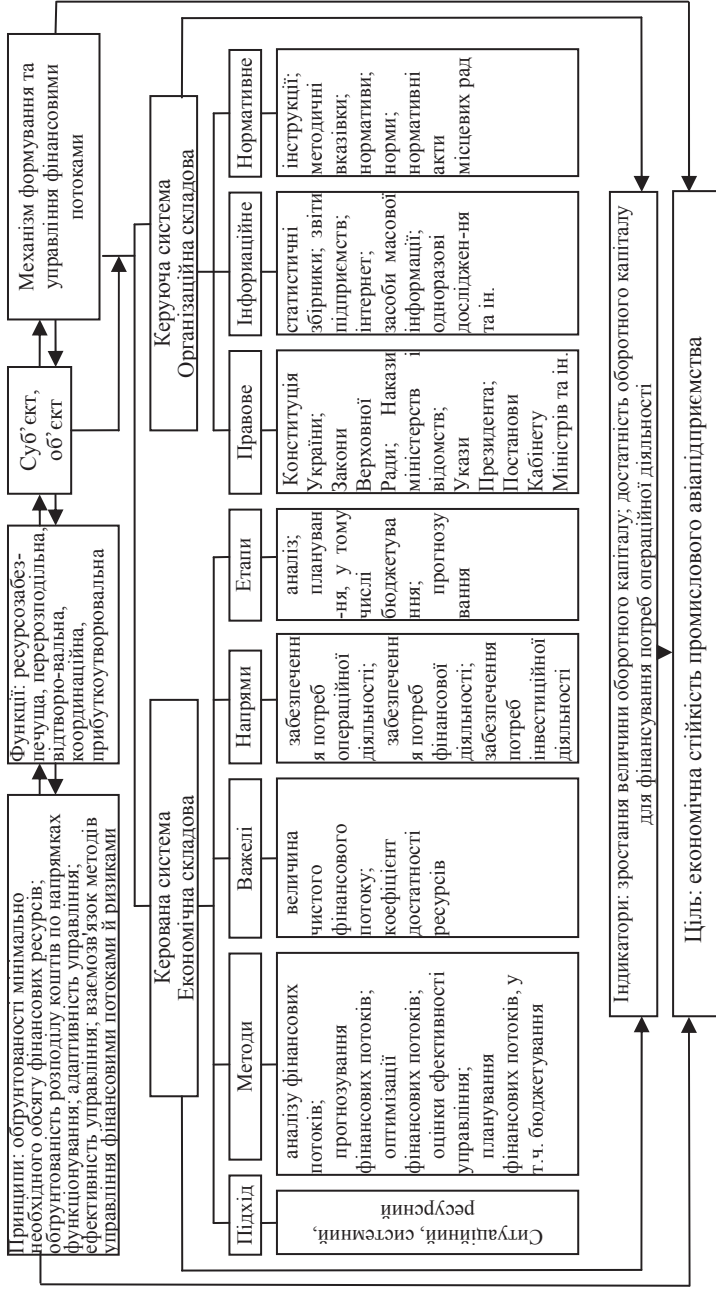 Принципи: обґрунтованості мінімально
необхідного обсягу фінансових ресурсів;
обґрунтованість розподілу коштів по напрямках
функціонування; адаптивність управління;
ефективність управління; взаємозв'язок методів
управління фінансовими потоками й ризиками
Функції: ресурсозабез-
печуша, перерозподільна,
відтворю-вальна,
координаційна,
прибуткоутворювальна
Суб’єкт,
об’єкт
Механізм формування та
управління фінансовими
потоками
Керована система
Економічна складова
Керуюча система
Організаційна складова
Підхід
Ситуаційний, системний,
ресурсний
Методи
аналізу фінансових
потоків;
прогнозування
фінансових потоків;
оптимізації
фінансових потоків;
оцінки ефективності
управління;
планування
фінансових потоків, у
т.ч. бюджетування
Важелі
величина
чистого
фінансового
потоку;
коефіцієнт
достатності
ресурсів
Напрями
забезпеченн
я потреб
операційної
діяльності;
забезпеченн
я потреб
фінансової
діяльності;
забезпечення
потреб
інвестиційної
діяльності
Етапи
аналіз;
плануван
-ня, у тому
числі
бюджетува
ння;
прогнозу
вання
Правове
Конституція
України;
Закони
Верховної
Ради; Накази
міністерств і
відомств;
Укази
Президента;
Постанови
Кабінету
Міністрів та ін.
Інфориаційне
статистичні
збірники; звіти
підприємств;
інтернет;
засоби масової
інформації;
одноразові
досліджен-ня
та ін.
Нормативне
інструкції;
методичні
вказівки;
нормативи;
норми;
нормативні
акти
місцевих рад
Індикатори: зростання величини оборотного капіталу; достатність оборотного капіталу
для фінансування потреб операційної діяльності
Ціль: економічна стійкість промислового авіапідприємства